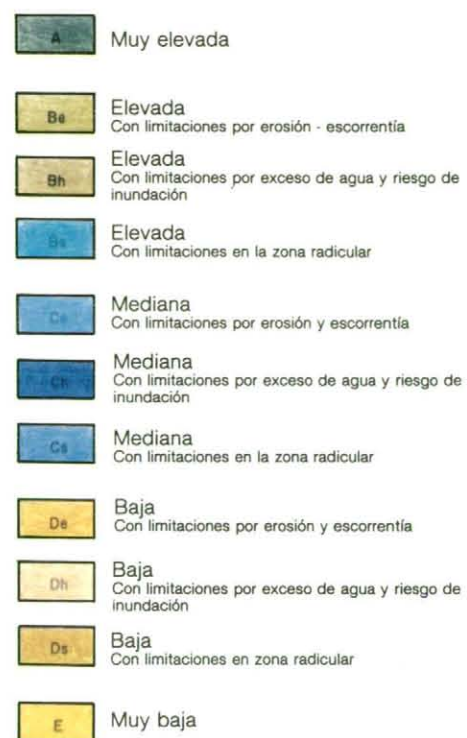 A Muy elevada
Be Elevada
Con limitaciones por erosión - escorrentía
Bh Elevada
Con limitaciones por exceso de agua y riesgo de
inundación
Bs Elevada
Con limitaciones en la zona radicular
Ce Mediana
Con limitaciones por erosión y escorrentía
Ch Mediana
Con limitaciones por exceso de agua y riesgo de
inundación
Cs Mediana
Con limitaciones en la zona radicular
De Baja
Con limitaciones por erosión y escorrentía
Dh Baja
Con limitaciones por exceso de agua y riesgo de
inundación
Ds Baja
Con limitaciones en zona radicular
E Muy baja